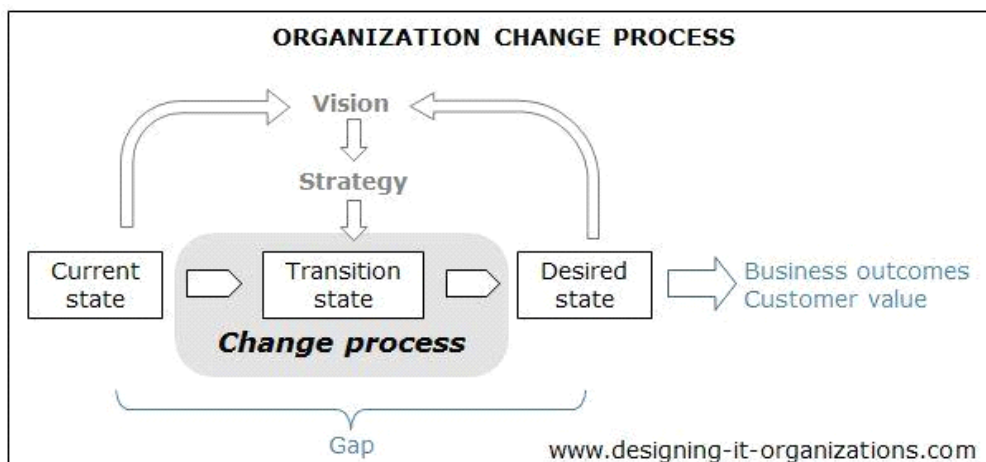 ORGANIZATION CHANGE PROCESS
Vision
Strategy
Current
state
Transition
state
Desired
state
Business outcomes
Customer value
Change process
Gap
www.designing-it-organizations.com